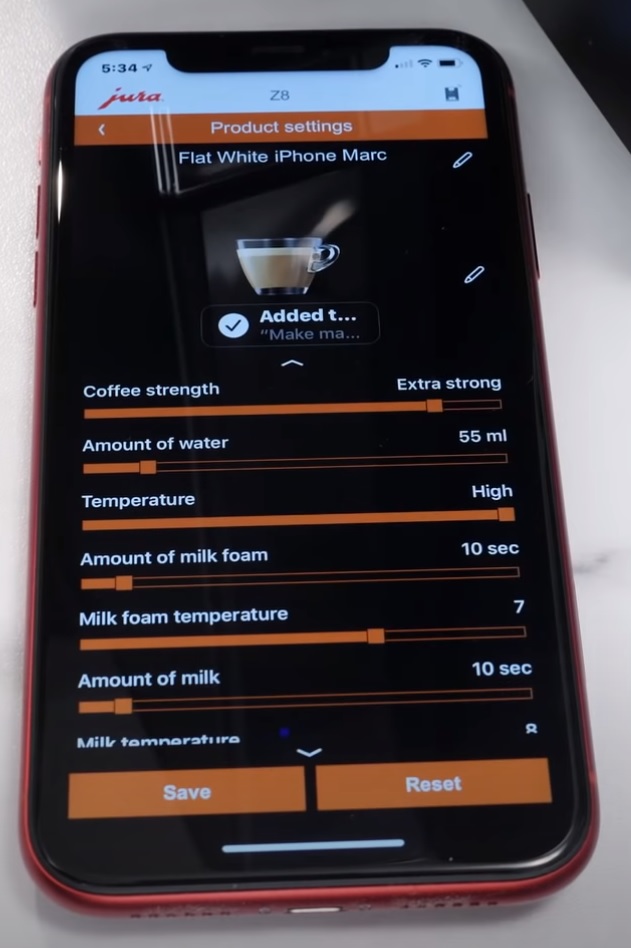 5:34
jura
Z8
Product settings
Flat White iPhone Marc
Added t...
"Make ma...
Coffee strength Extra strong
Amount of water 55 ml
Temperature High
Amount of milk foam 10 sec
Milk foam temperature 7
Amount of milk 10 sec
Milk temperature 8
Save Reset